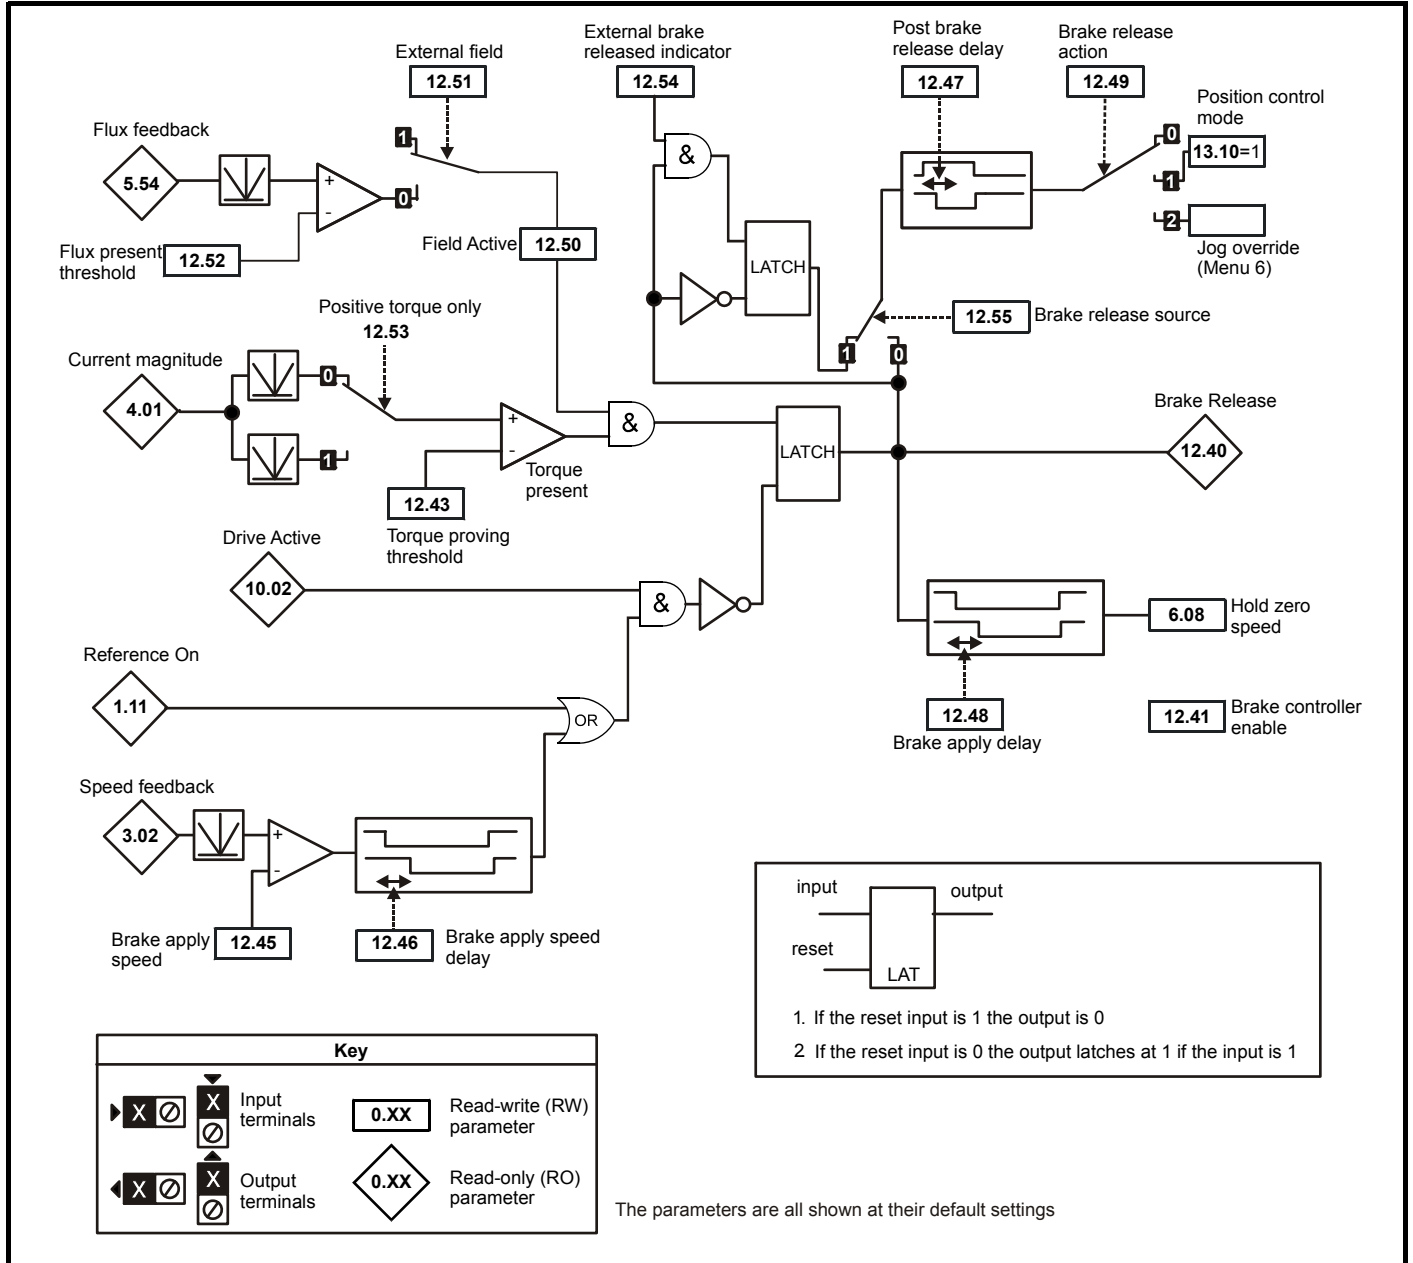 External field
12.51
External brake
released indicator
12.54
Post brake
release delay
12.47
Brake release
action
12.49
Position control
mode
0
13.10=1
1
2
Jog override
(Menu 6)
Flux feedback
5.54
+
-
1
0
Flux present
threshold
12.52
Field Active
12.50
&
LATCH
1
0
12.55
Brake release source
Positive torque only
12.53
Current magnitude
4.01
0
1
+
-
Torque
present
12.43
Torque proving
threshold
&
LATCH
Brake Release
12.40
Drive Active
10.02
&
Reference On
1.11
OR
6.08
Hold zero
speed
12.48
Brake apply delay
12.41
Brake controller
enable
Speed feedback
3.02
+
-
Brake apply
speed
12.45
12.46
Brake apply speed
delay
input
output
reset
LAT
1. If the reset input is 1 the output is 0
2 If the reset input is 0 the output latches at 1 if the input is 1
Key
X
X
Input
terminals
0.XX
Read-write (RW)
parameter
X
X
Output
terminals
0.XX
Read-only (RO)
parameter
The parameters are all shown at their default settings